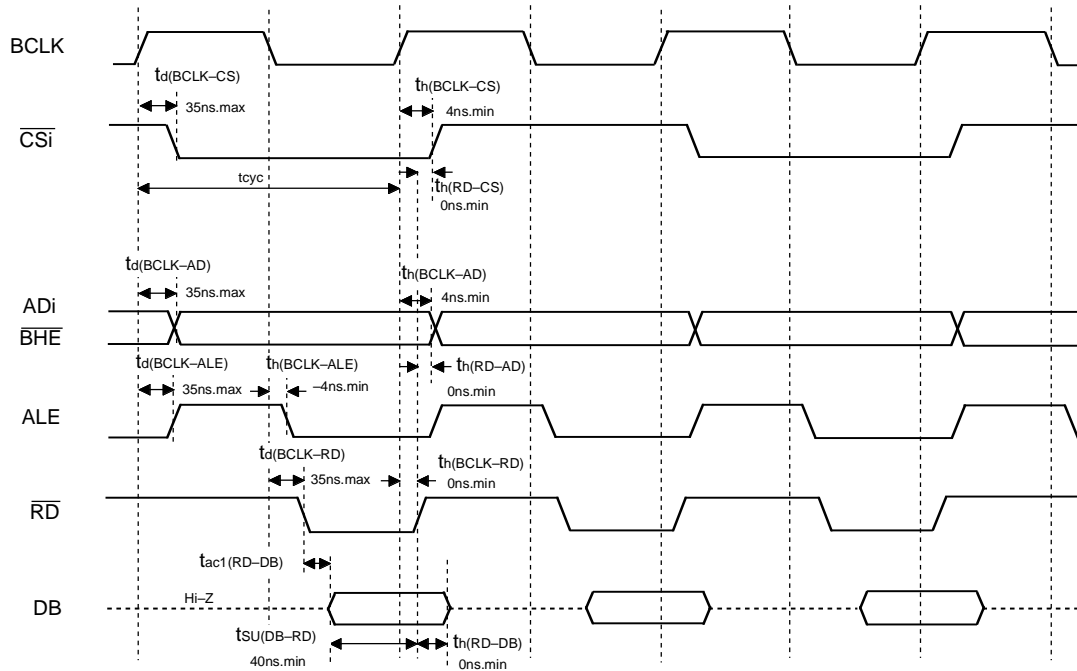 BCLK
td(BCLK–CS)
35ns.max
th(BCLK–CS)
4ns.min
CSi
tcyc
th(RD–CS)
0ns.min
td(BCLK–AD)
35ns.max
th(BCLK–AD)
4ns.min
ADi
BHE
td(BCLK–ALE)
35ns.max
th(BCLK–ALE)
–4ns.min
th(RD–AD)
0ns.min
ALE
td(BCLK–RD)
35ns.max
th(BCLK–RD)
0ns.min
RD
tac1(RD–DB)
DB
Hi–Z
tSU(DB–RD)
40ns.min
th(RD–DB)
0ns.min